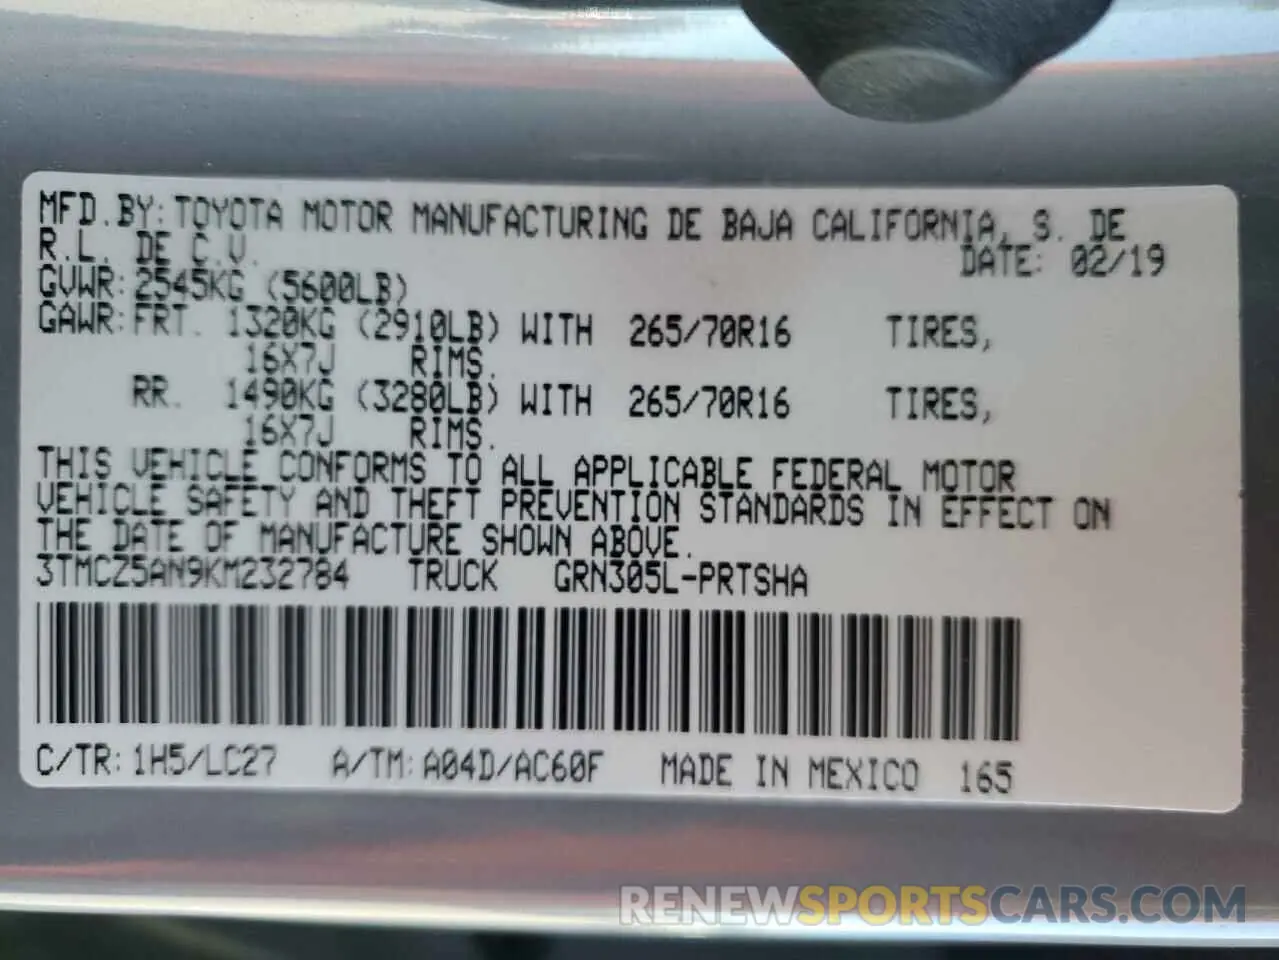 MFD.BY: TOYOTA MOTOR MANUFACTURING DE BAJA CALIFORNIA, S. DE
R.L. DE C.V. DATE: 02/19
GVWR: 2545KG (5600LB)
GAWR: FRT. 1320KG (2910LB) WITH 265/70R16 TIRES,
16X7J RIMS.
RR. 1490KG (3280LB) WITH 265/70R16 TIRES,
16X7J RIMS.
THIS VEHICLE CONFORMS TO ALL APPLICABLE FEDERAL MOTOR
VEHICLE SAFETY AND THEFT PREVENTION STANDARDS IN EFFECT ON
THE DATE OF MANUFACTURE SHOWN ABOVE.
3TMCZ5AN9KM232784 TRUCK GRN305L-PRTSHA
C/TR: 1H5/LC27 A/TM: A04D/AC60F MADE IN MEXICO 165
RENEWSPORTSCARS.COM